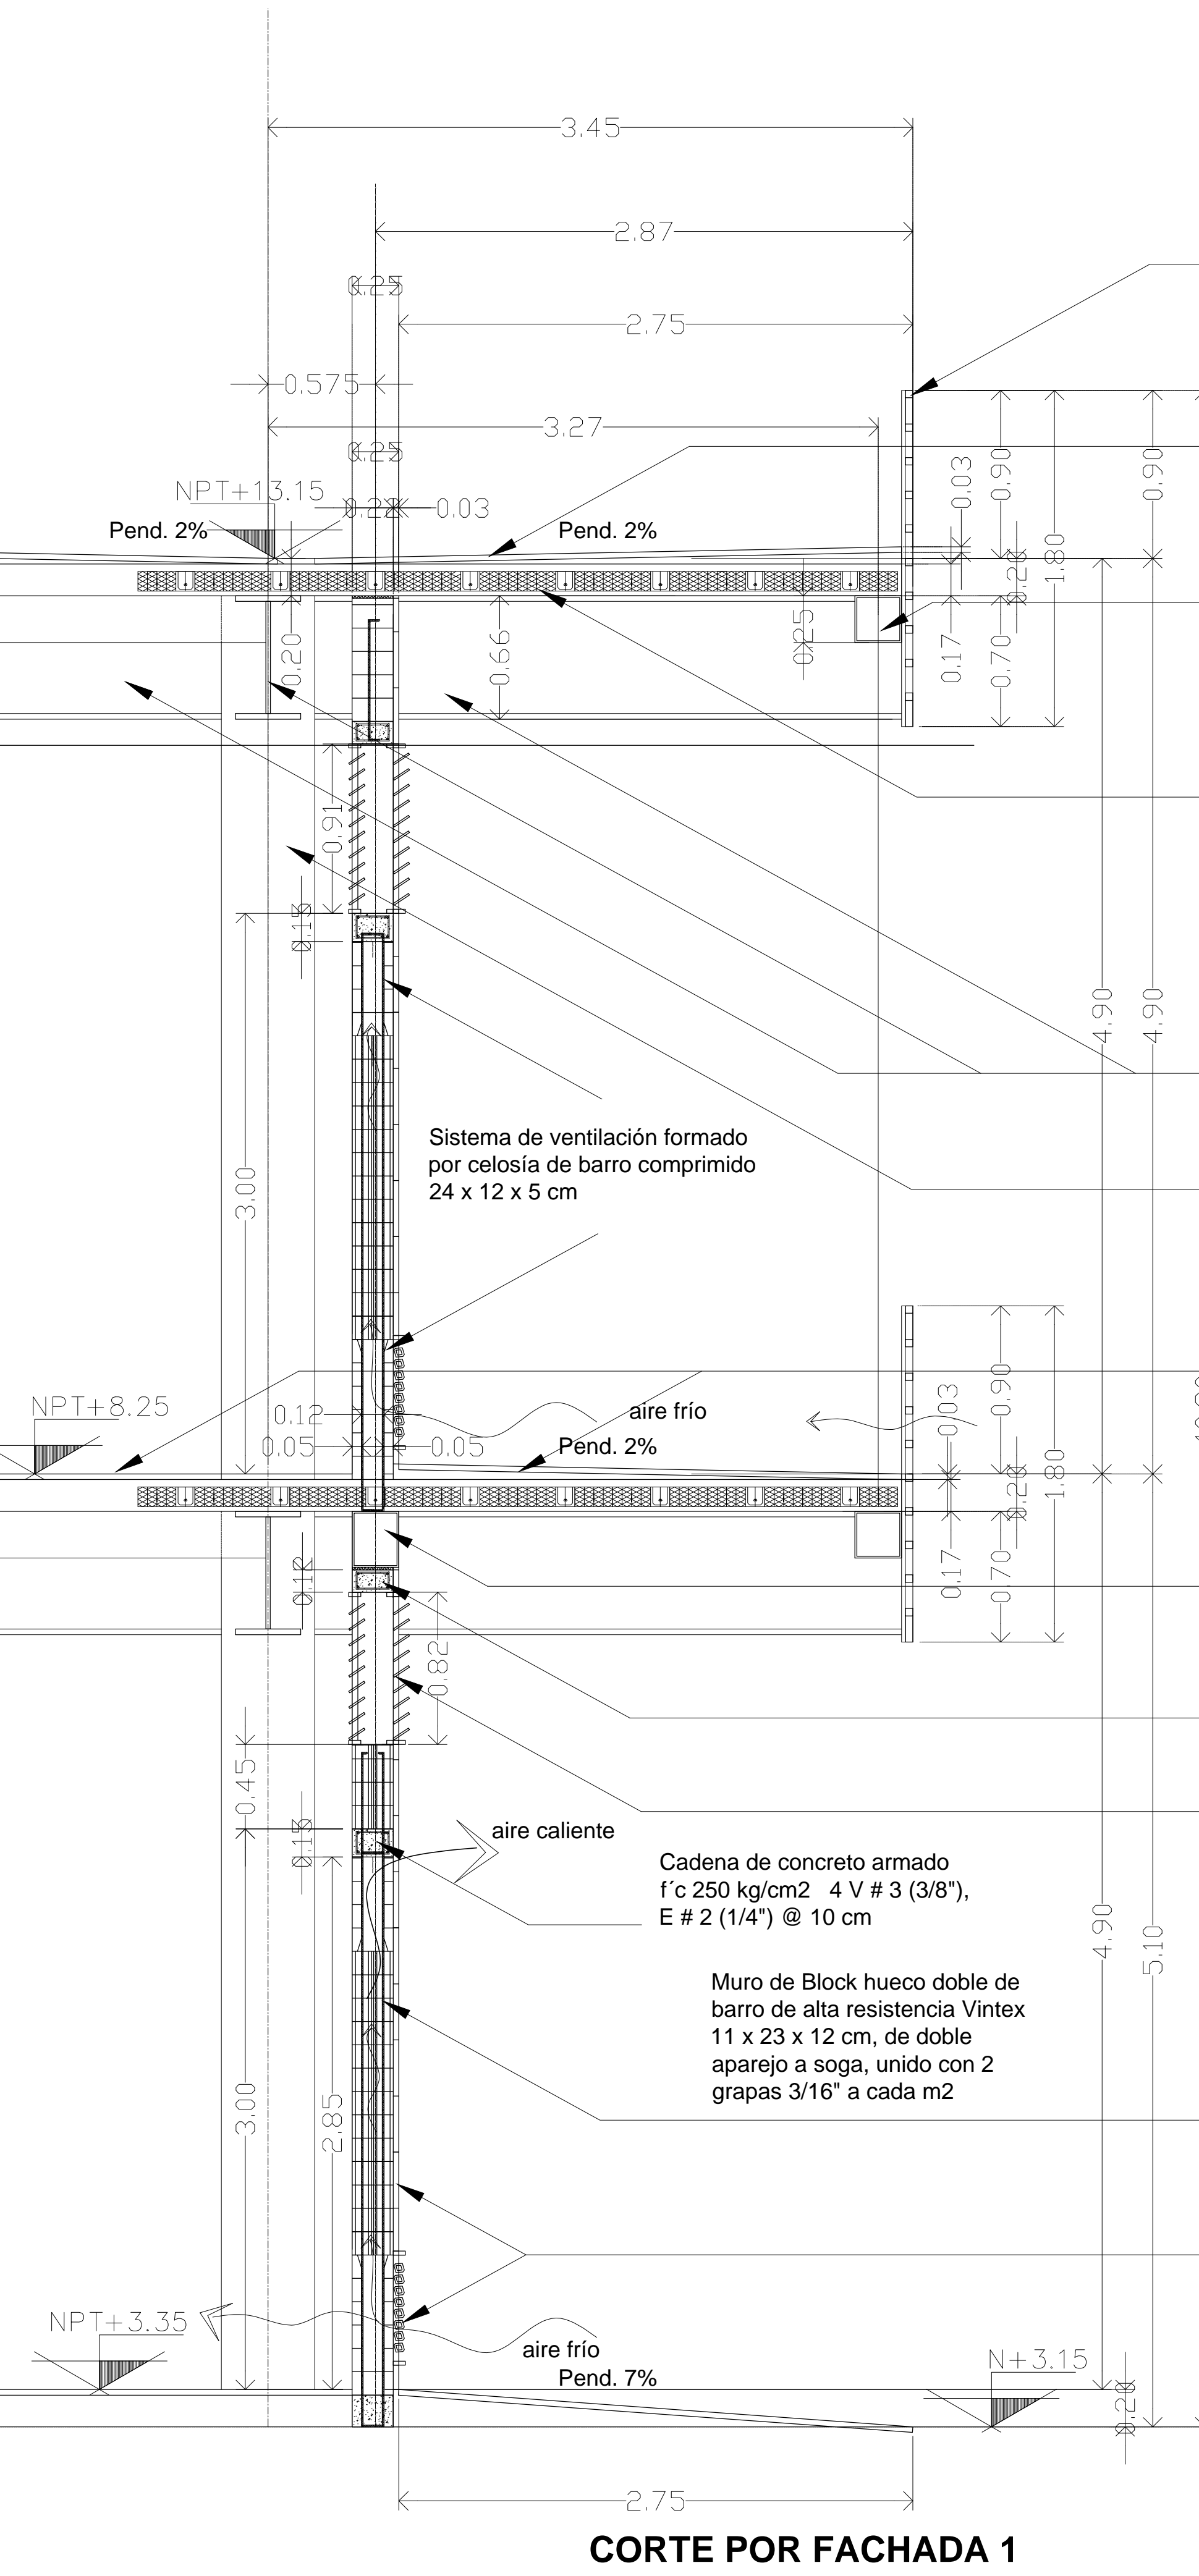 3.45
2.87
0.25
2.75
0.575
3.27
0.25
NPT+13.15
0.22
0.03
Pend. 2%
Pend. 2%
0.03
0.90
0.90
0.20
1.80
0.20
0.66
0.25
0.17
0.70
0.91
0.15
4.90
4.90
3.00
Sistema de ventilación formado
por celosía de barro comprimido
24 x 12 x 5 cm
NPT+8.25
0.12
aire frío
0.03
0.90
0.05
0.05
Pend. 2%
0.20
1.80
0.12
0.17
0.70
0.82
0.45
0.15
aire caliente
Cadena de concreto armado
f´c 250 kg/cm2 4 V # 3 (3/8"),
E # 2 (1/4") @ 10 cm
4.90
5.10
Muro de Block hueco doble de
barro de alta resistencia Vintex
11 x 23 x 12 cm, de doble
aparejo a soga, unido con 2
grapas 3/16" a cada m2
3.00
2.85
NPT+3.35
aire frío
Pend. 7%
N+3.15
0.20
2.75
CORTE POR FACHADA 1